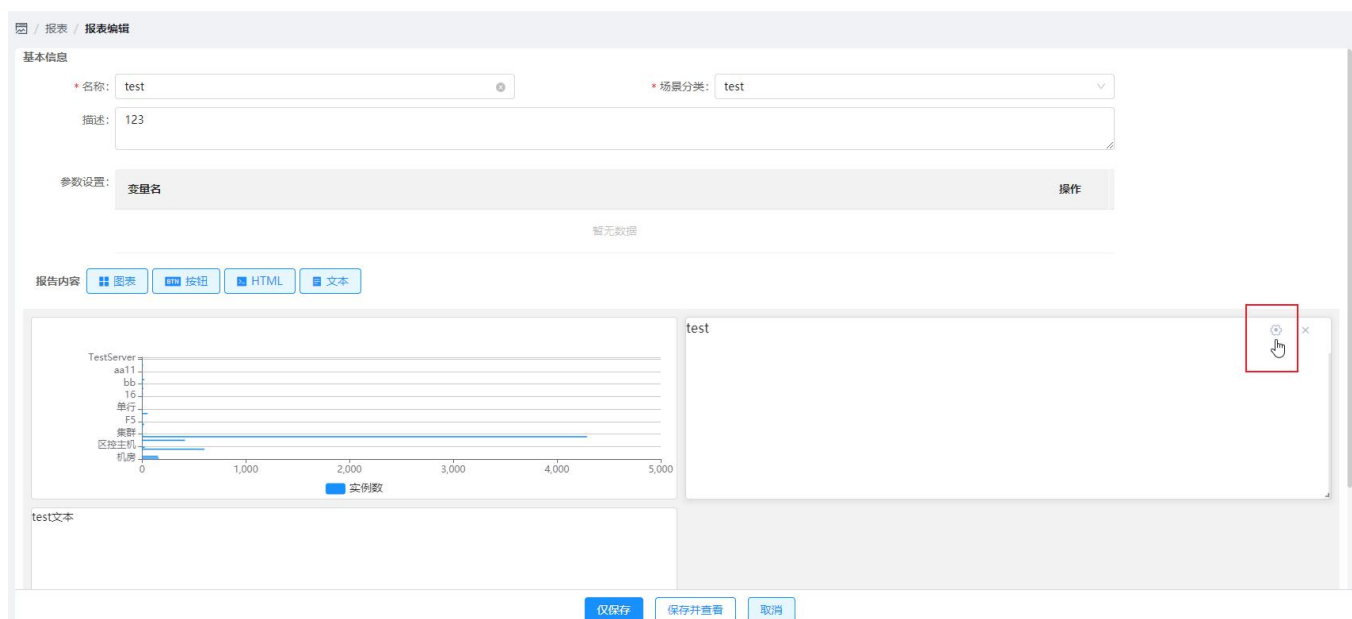 / 报表 / 报表编辑
基本信息
* 名称: test
* 场景分类: test
描述: 123
参数设置:
变量名 操作
暂无数据
报告内容 图表 BTN 按钮 HTML 文本
test
TestServer
aa11
bb
16
单行
F5
集群
区控主机
机房
0 1,000 2,000 3,000 4,000 5,000
实例数
test文本
仅保存 保存并查看 取消